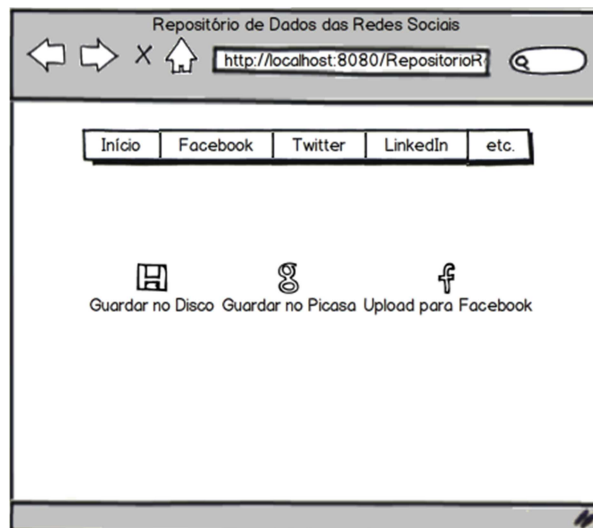 Repositório de Dados das Redes Sociais
http://localhost:8080/RepositorioR
Início Facebook Twitter LinkedIn etc.
Guardar no Disco Guardar no Picasa Upload para Facebook